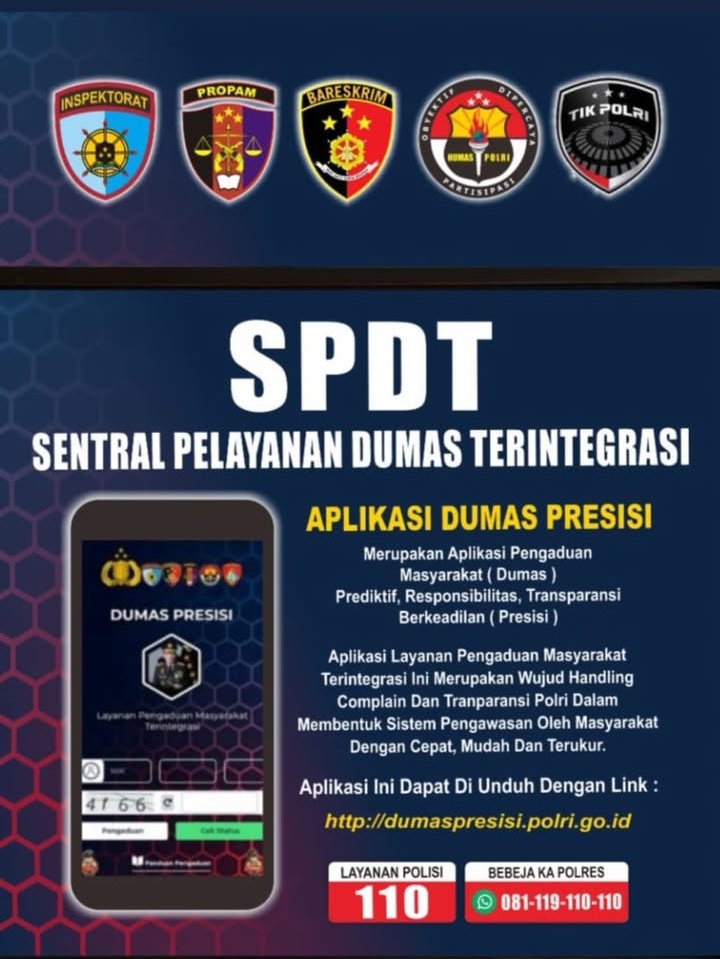 INSPEKTORAT
PROPAM
BARESKRIM
OBYEKTIF DIPERCAYA
HUMAS POLRI
PARTISIPASI
TIK POLRI
SPDT
SENTRAL PELAYANAN DUMAS TERINTEGRASI
APLIKASI DUMAS PRESISI
Merupakan Aplikasi Pengaduan
Masyarakat ( Dumas )
Prediktif, Responsibilitas, Transparansi
Berkeadilan ( Presisi )
Aplikasi Layanan Pengaduan Masyarakat
Terintegrasi Ini Merupakan Wujud Handling
Complain Dan Tranparansi Polri Dalam
Membentuk Sistem Pengawasan Oleh Masyarakat
Dengan Cepat, Mudah Dan Terukur.
Aplikasi Ini Dapat Di Unduh Dengan Link :
http://dumaspresisi.polri.go.id
LAYANAN POLISI
110
BEBEJA KA POLRES
081-119-110-110
DUMAS PRESISI
Layanan Pengaduan Masyarakat
Terintegrasi
4166
Pengaduan
Cek Status
Panduan Pengaduan